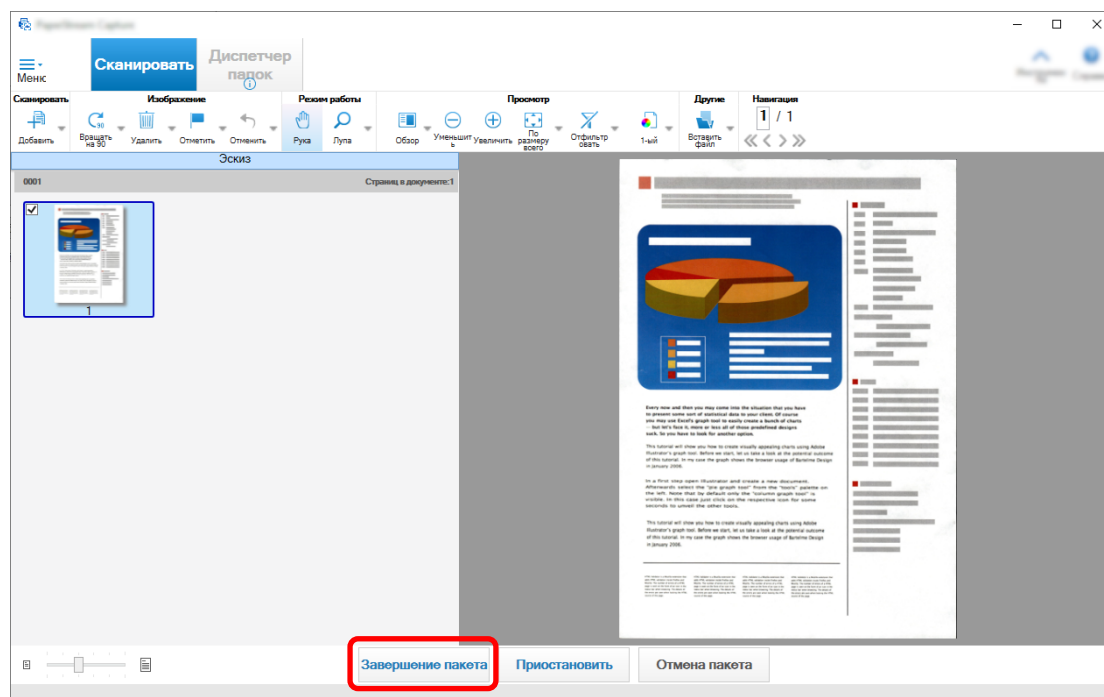 PaperStream Capture
Меню
Сканировать
Диспетчер
папок
Сканировать
Изображение
Режим работы
Просмотр
Другие
Навигация
Добавить
Вращать
на 90
Удалить
Отметить
Отменить
Рука
Лупа
Обзор
Уменьшит
ь
Увеличить
По
размеру
всего
Отфильтр
овать
1-ый
Вставить
файл
1 / 1
Эскиз
0001
Страниц в документе:1
1
Every now and then you may come into the situation that you have
to present some sort of statistical data to your client. Of course
you may use Excel's graph tool to easily create a bunch of charts
— but let's face it, more or less all of those predefined designs
suck. So you have to look for another option.
This tutorial will show you how to create visually appealing charts using Adobe
Illustrator's graph tool. Before we start, let us take a look at the potential outcome
of this tutorial. In my case the graph shows the browser usage of Barteline Design
in January 2008.
In a first step open Illustrator and create a new document.
Afterwards select the "pie graph tool" from the "tools" palette on
the left. Note that by default only the "column graph tool" is
visible. In this case just click on the respective icon for some
seconds to unveil the other tools.
This tutorial will show you how to create visually appealing charts using Adobe
Illustrator's graph tool. Before we start, let us take a look at the potential outcome
of this tutorial. In my case the graph shows the browser usage of Barteline Design
in January 2008.
Завершение пакета
Приостановить
Отмена пакета